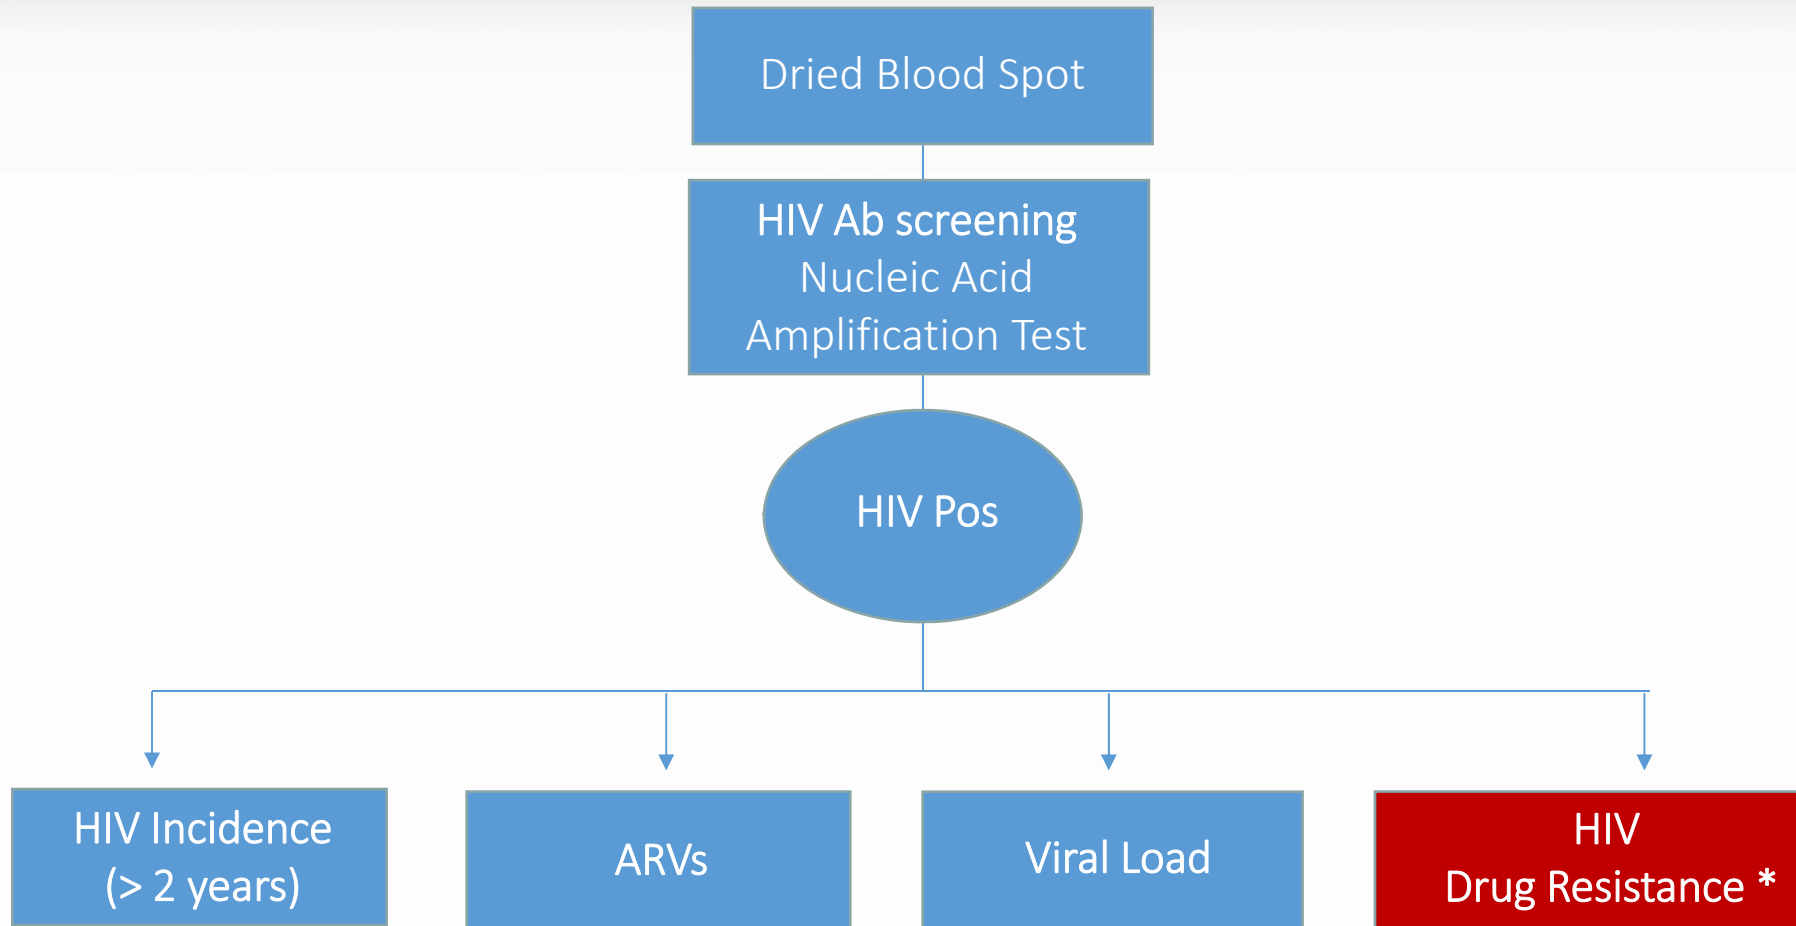 Dried Blood Spot
HIV Ab screening
Nucleic Acid
Amplification Test
HIV Pos
HIV Incidence
(> 2 years)
ARVs
Viral Load
HIV
Drug Resistance *